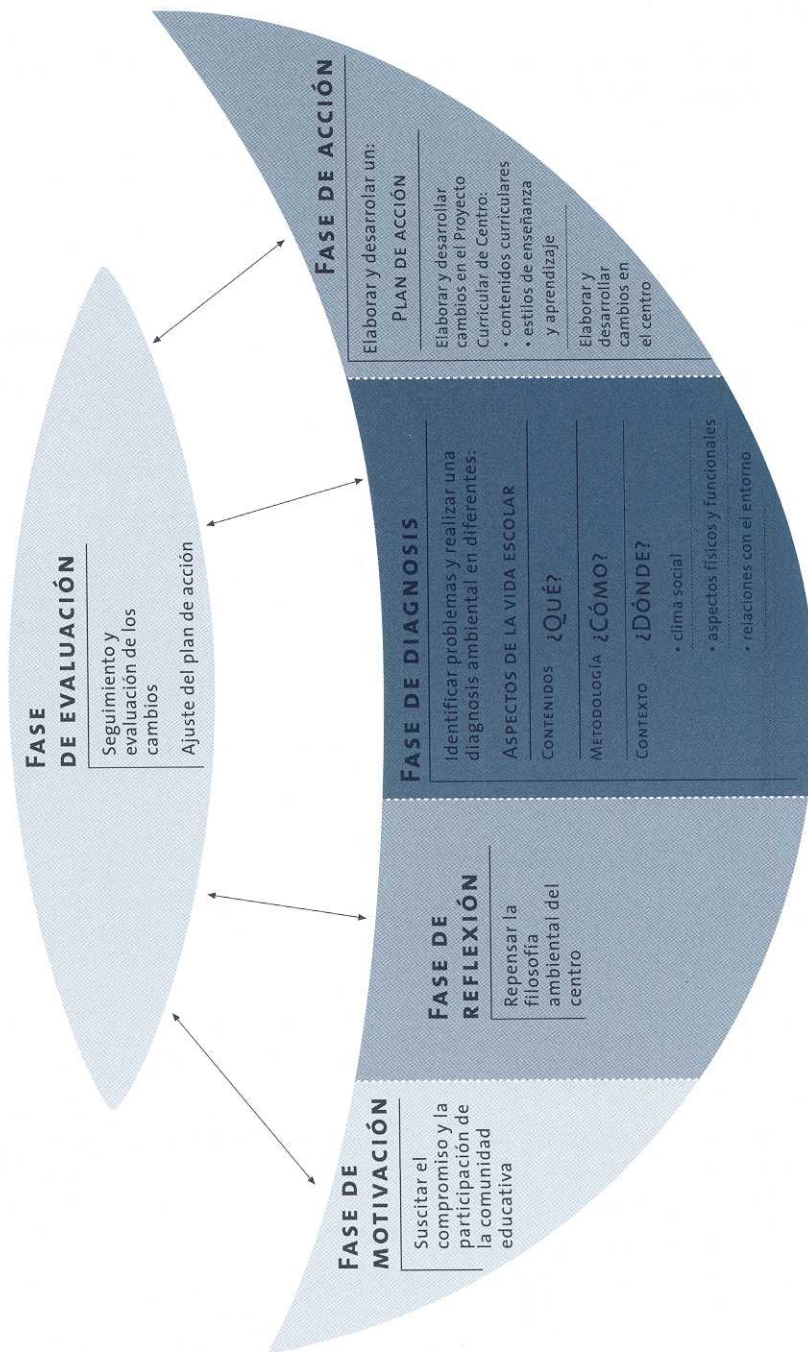 FASE
DE EVALUACIÓN
Seguimiento y
evaluación de los
cambios
Ajuste del plan de acción
FASE DE
MOTIVACIÓN
Suscitar el
compromiso y la
participación de
la comunidad
educativa
FASE DE
REFLEXIÓN
Repensar la
filosofía
ambiental del
centro
FASE DE DIAGNOSIS
Identificar problemas y realizar una
diagnosis ambiental en diferentes:
ASPECTOS DE LA VIDA ESCOLAR
CONTENIDOS ¿QUÉ?
METODOLOGÍA ¿CÓMO?
CONTEXTO ¿DÓNDE?
• clima social
• aspectos físicos y funcionales
• relaciones con el entorno
FASE DE ACCIÓN
Elaborar y desarrolar un:
PLAN DE ACCIÓN
Elaborar y desarrollar
cambios en el Proyecto
Curricular de Centro:
• contenidos curriculares
• estilos de enseñanza
y aprendizaje
Elaborar y
desarrollar
cambios en
el centro